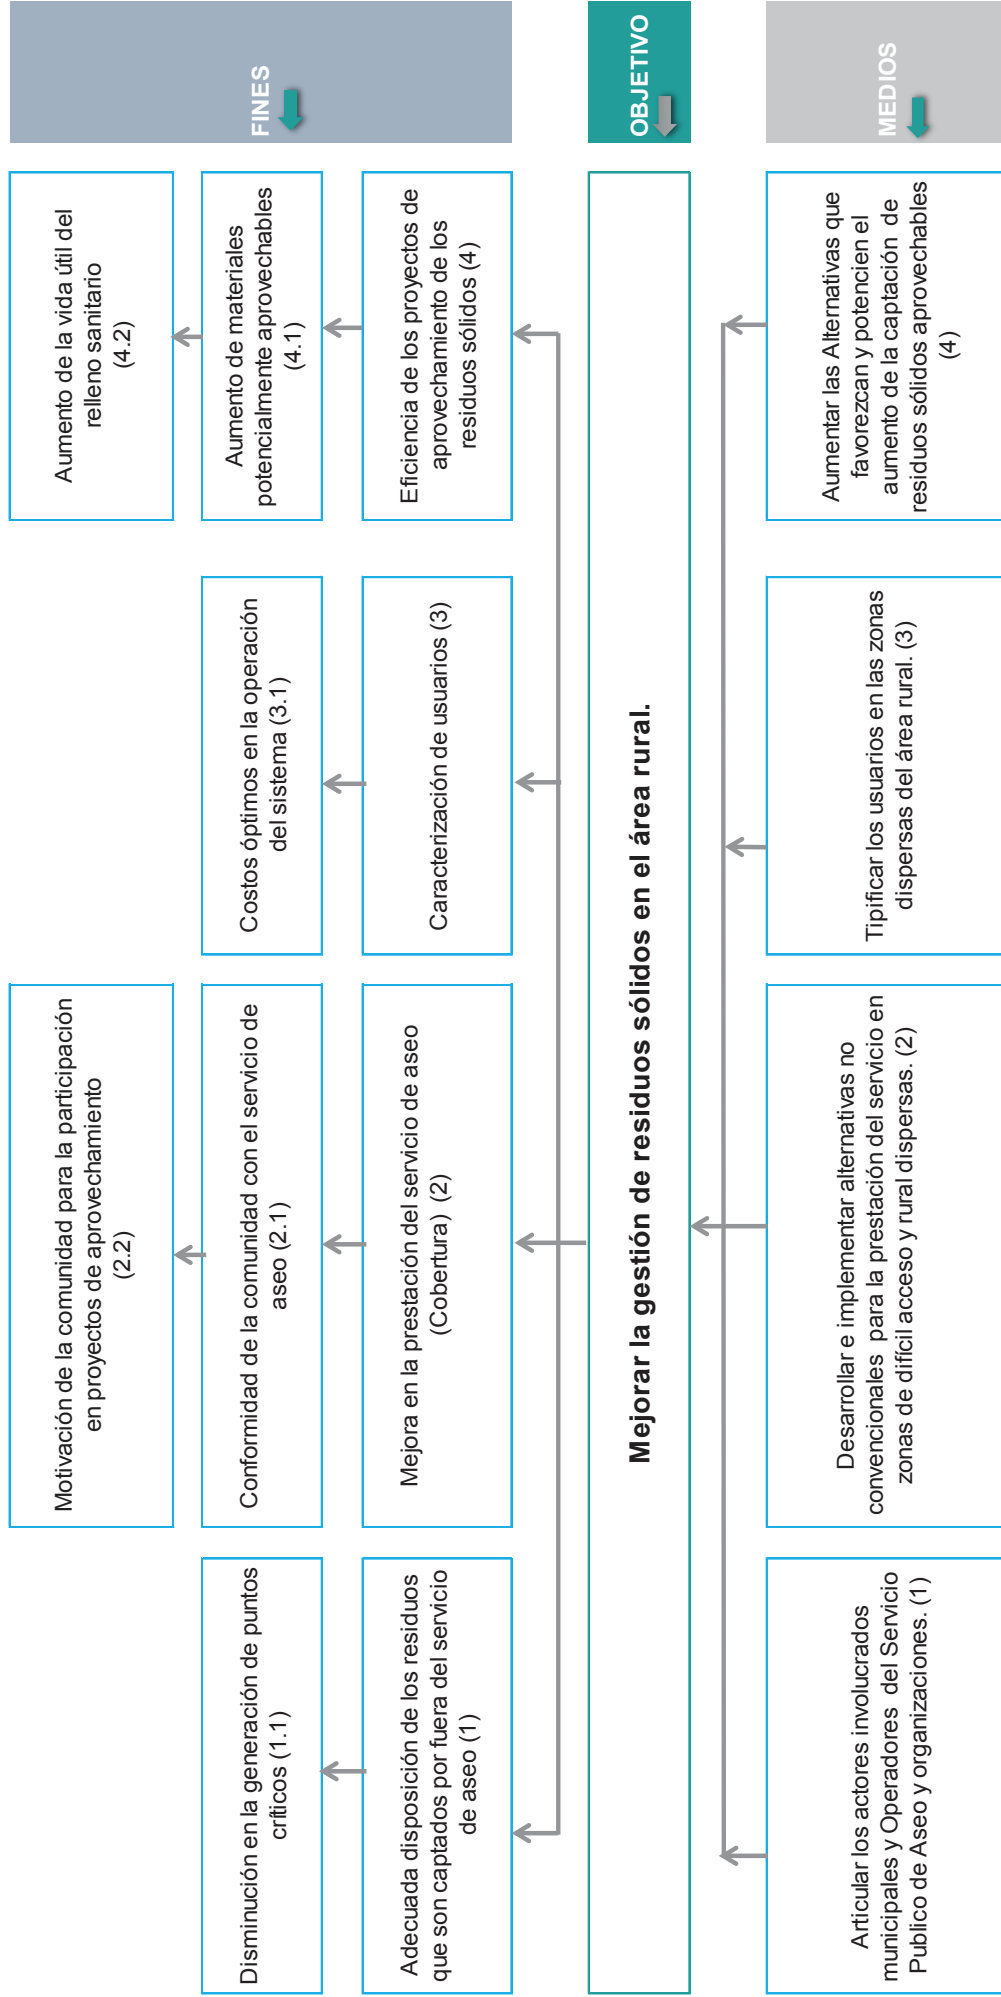 Motivación de la comunidad para la participación
en proyectos de aprovechamiento
(2.2)
Aumento de la vida útil del
relleno sanitario
(4.2)
FINES
Disminución en la generación de puntos
críticos (1.1)
Conformidad de la comunidad con el servicio de
aseo (2.1)
Costos óptimos en la operación
del sistema (3.1)
Aumento de materiales
potencialmente aprovechables
(4.1)
Adecuada disposición de los residuos
que son captados por fuera del servicio
de aseo (1)
Mejora en la prestación del servicio de aseo
(Cobertura) (2)
Caracterización de usuarios (3)
Eficiencia de los proyectos de
aprovechamiento de los
residuos sólidos (4)
Mejorar la gestión de residuos sólidos en el área rural.
OBJETIVO
Articular los actores involucrados
municipales y Operadores del Servicio
Publico de Aseo y organizaciones. (1)
Desarrollar e implementar alternativas no
convencionales para la prestación del servicio en
zonas de difícil acceso y rural dispersas. (2)
Tipificar los usuarios en las zonas
dispersas del área rural. (3)
Aumentar las Alternativas que
favorezcan y potencien el
aumento de la captación de
residuos sólidos aprovechables
(4)
MEDIOS